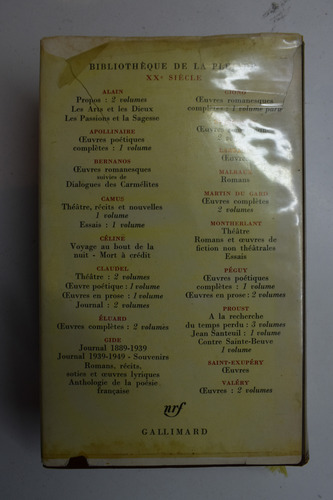 BIBLIOTHÈQUE DE LA
XXe SIÈCLE
ALAIN
Propos : 2 volumes
Les Arts et les Dieux
Les Passions et la Sagesse
APOLLINAIRE
Œuvres poétiques
complètes : 1 volume
BERNANOS
Œuvres romanesques
suivies de
Dialogues des Carmélites
CAMUS
Théâtre, récits et nouvelles
1 volume
Essais : 1 volume
CÉLINE
Voyage au bout de la
nuit - Mort à crédit
CLAUDEL
Théâtre : 2 volumes
Œuvre poétique : 1 volume
Œuvres en prose : 1 volume
Journal : 2 volumes
ÉLUARD
Œuvres complètes : 2 volumes
GIDE
Journal 1889-1939
Journal 1939-1949 - Souvenirs
Romans, récits,
soties et œuvres lyriques
Anthologie de la poésie
française
GIONO
Œuvres romanesques
complètes : 1 volume paru
Œuvres
MALRAUX
Romans
MARTIN DU GARD
Œuvres complètes
2 volumes
MONTHERLANT
Théâtre
Romans et œuvres de
fiction non théâtrales
Essais
PÉGUY
Œuvres poétiques
complètes : 1 volume
Œuvres en prose : 2 volumes
PROUST
A la recherche
du temps perdu : 3 volumes
Jean Santeuil : 1 volume
Contre Sainte-Beuve
1 volume
SAINT-EXUPÉRY
Œuvres
VALÉRY
Œuvres : 2 volumes
nrf
GALLIMARD